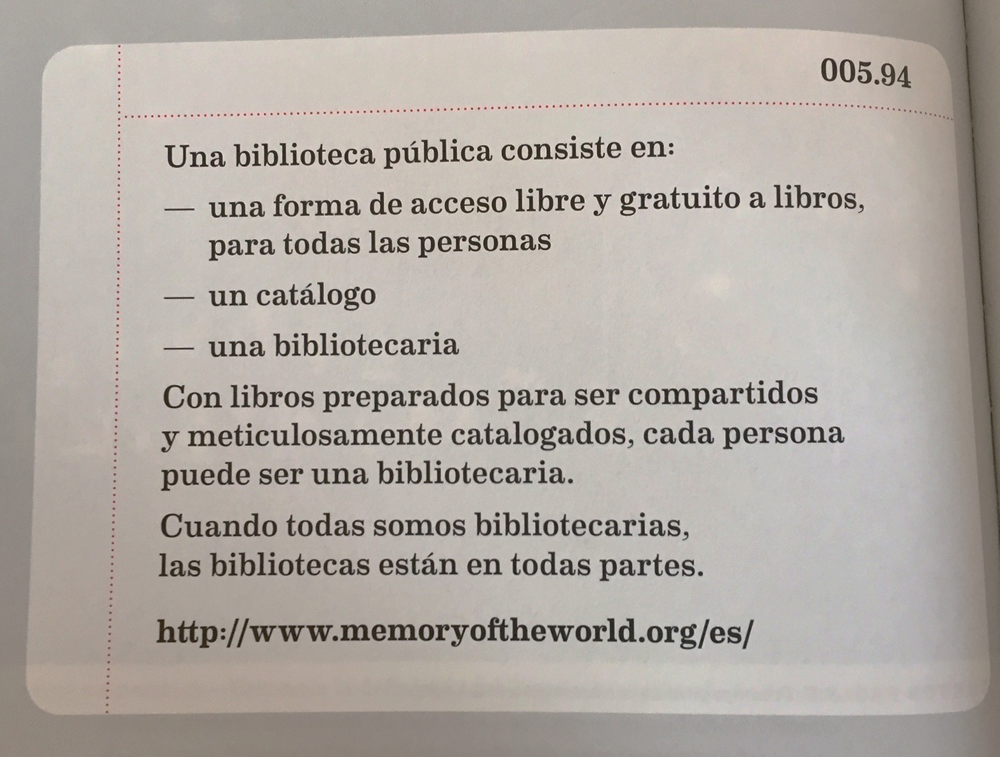 005.94
Una biblioteca pública consiste en:
— una forma de acceso libre y gratuito a libros,
para todas las personas
— un catálogo
— una bibliotecaria
Con libros preparados para ser compartidos
y meticulosamente catalogados, cada persona
puede ser una bibliotecaria.
Cuando todas somos bibliotecarias,
las bibliotecas están en todas partes.
http://www.memoryoftheworld.org/es/